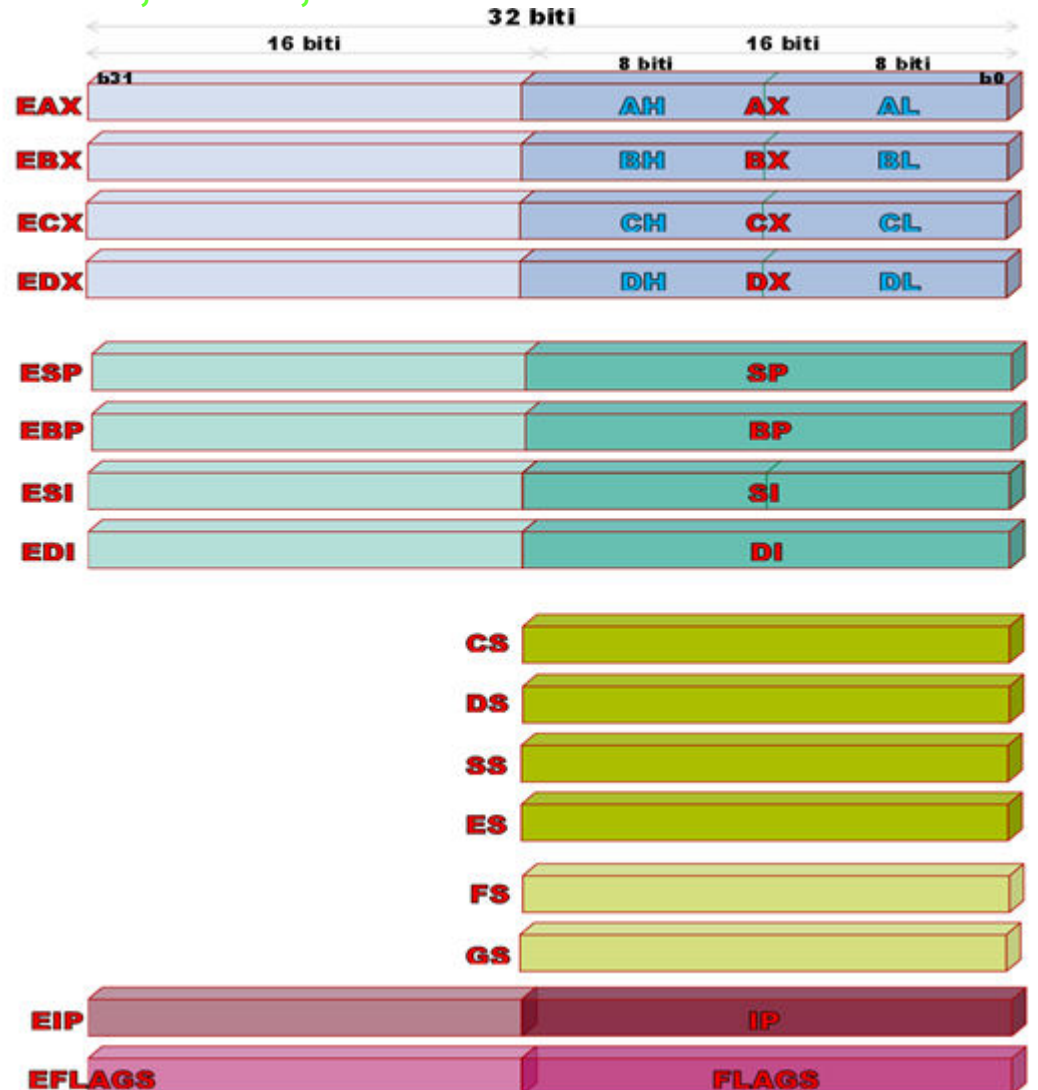 32 biti
16 biti 16 biti
8 biti 8 biti
b31 b0
EAX AH AX AL
EBX BH BX BL
ECX CH CX CL
EDX DH DX DL
ESP SP
EBP BP
ESI SI
EDI DI
CS
DS
SS
ES
FS
GS
EIP IP
EFLAGS FLAGS